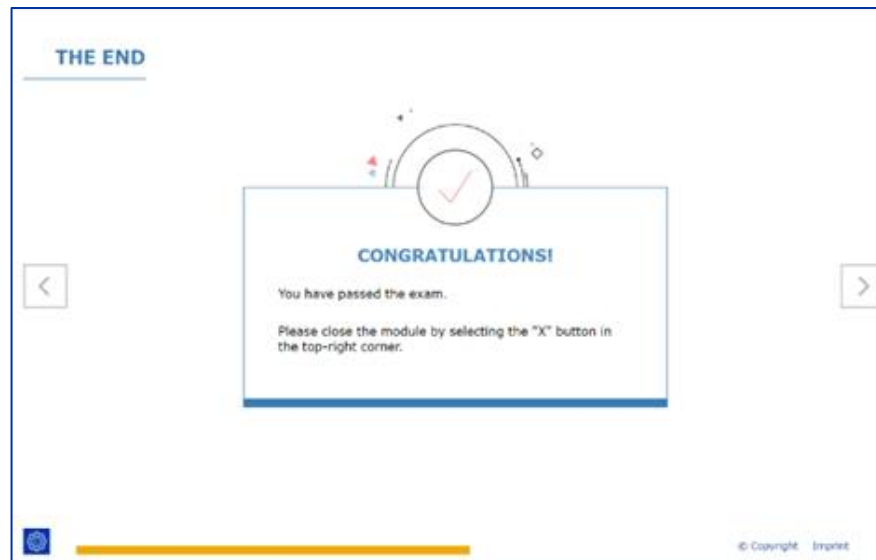 THE END
CONGRATULATIONS!
You have passed the exam.
Please close the module by selecting the "X" button in
the top-right corner.
© Copyright Imprint